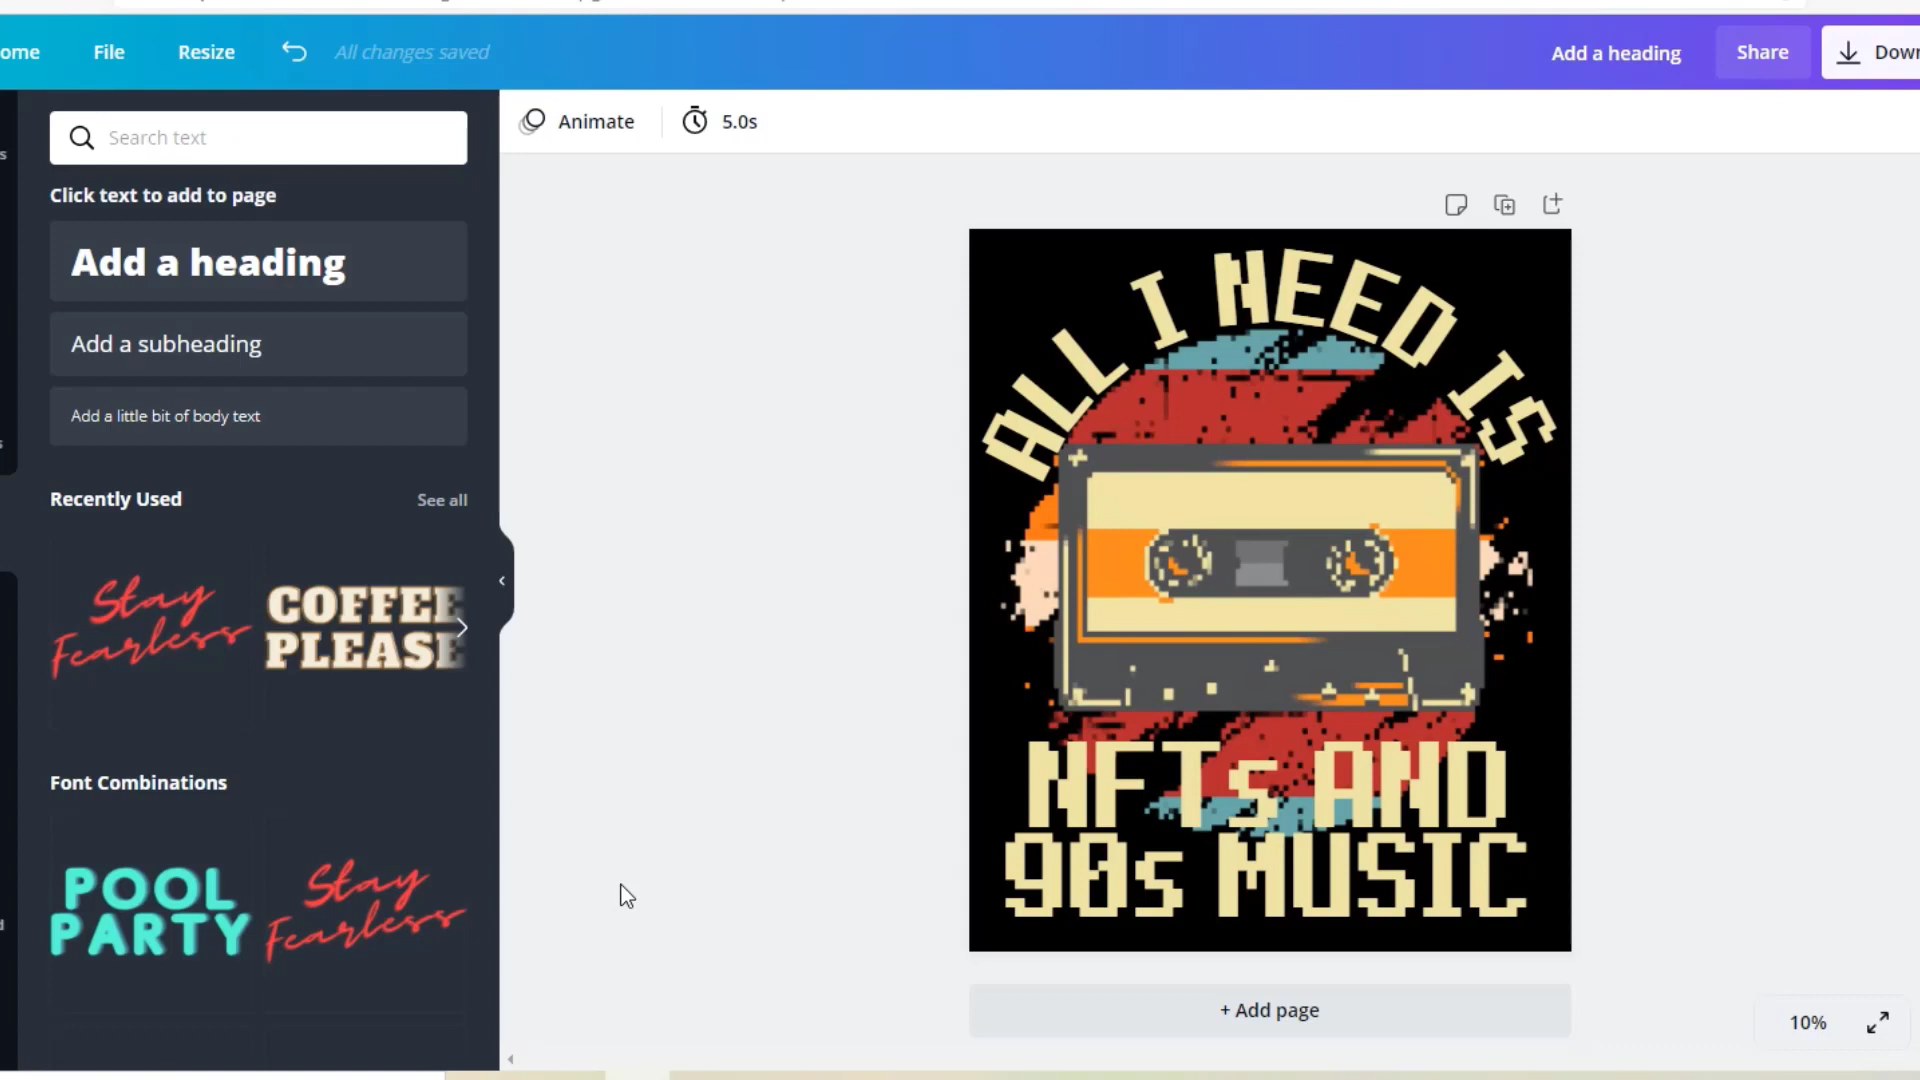 ome File Resize All changes saved Add a heading Share Down
Search text
Animate 5.0s
Click text to add to page
Add a heading
Add a subheading
Add a little bit of body text
Recently Used See all
Stay
Fearless
COFFEE
PLEASE
Font Combinations
POOL
PARTY
Stay
Fearless
ALL I NEED IS
NFTs AND
90s MUSIC
+ Add page
10%